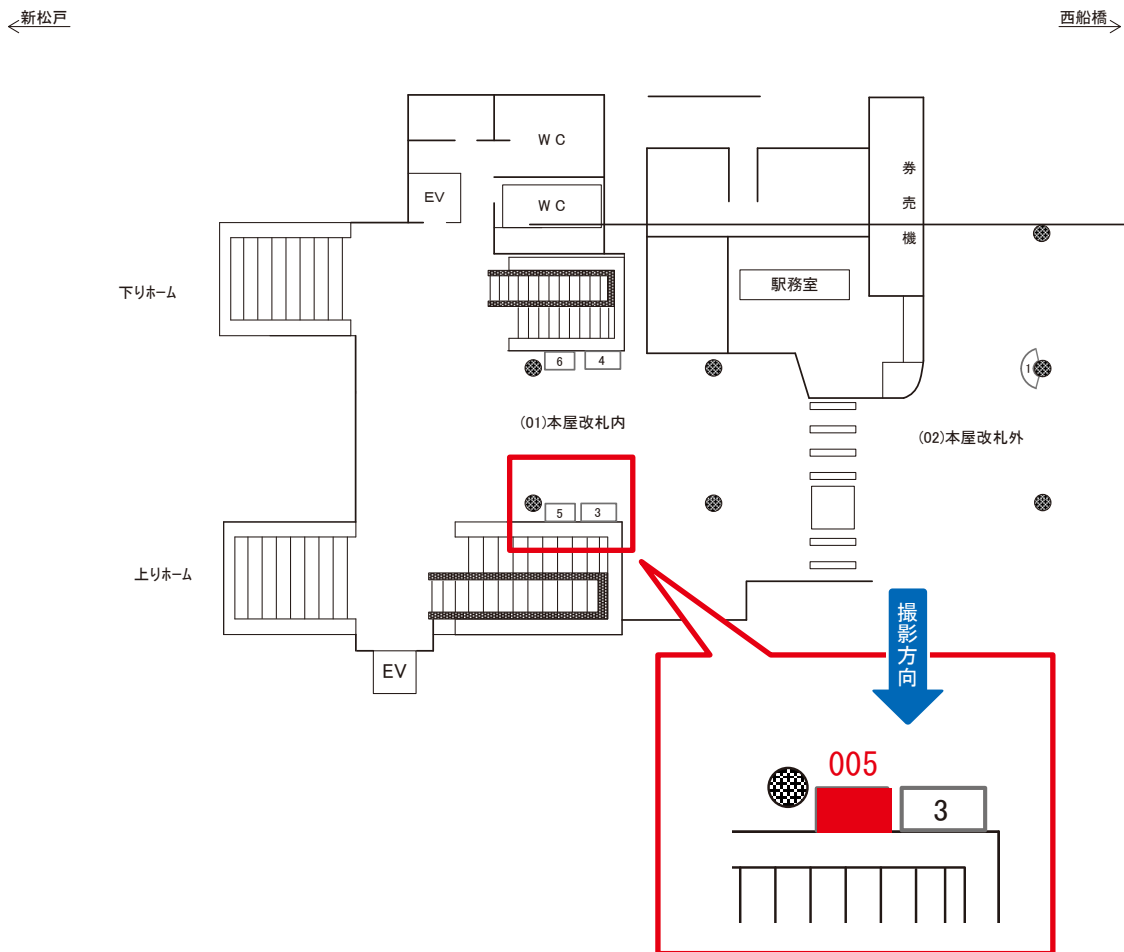 新松戸
西船橋
WC
EV
WC
券売機
下りホーム
駅務室
6
4
1
(01)本屋改札内
(02)本屋改札外
5
3
上りホーム
EV
撮影方向
005
3